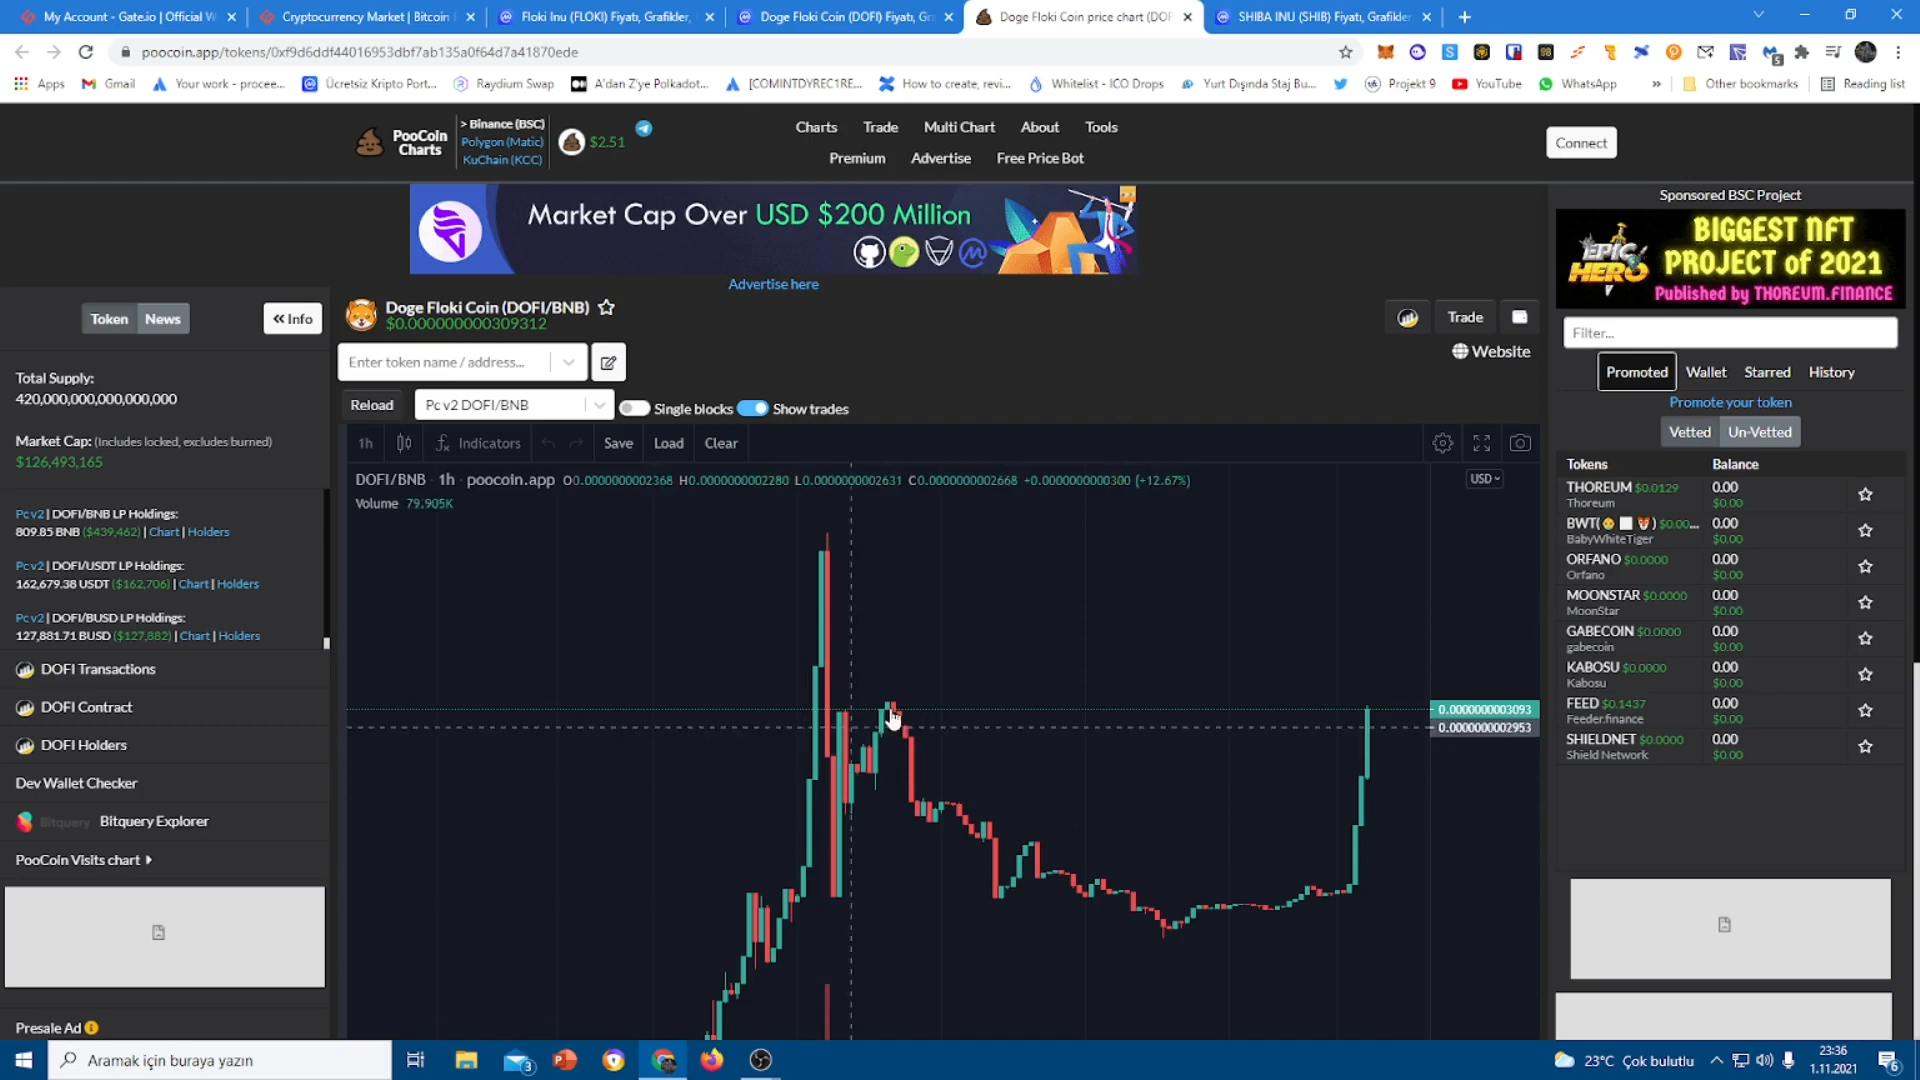 My Account - Gate.io | Official W
Cryptocurrency Market | Bitcoin
Floki Inu (FLOKI) Fiyatı, Grafikler,
Doge Floki Coin (DOFI) Fiyatı, Gra
Doge Floki Coin price chart (DOF
SHIBA INU (SHIB) Fiyatı, Grafikler
poocoin.app/tokens/0xf9d6ddf44016953dbf7ab135a0f64d7a41870ede
Apps
Gmail
Your work - procee...
Ücretsiz Kripto Port...
Raydium Swap
A'dan Z'ye Polkadot...
[COMINTDYREC1RE...
How to create, revi...
Whitelist - ICO Drops
Yurt Dışında Staj Bu...
Projekt 9
YouTube
WhatsApp
»
Other bookmarks
Reading list
PooCoin
Charts
> Binance (BSC)
Polygon (Matic)
KuChain (KCC)
$2.51
Charts Trade Multi Chart About Tools
Premium Advertise Free Price Bot
Connect
Market Cap Over USD $200 Million
Advertise here
Sponsored BSC Project
EPIC HERO
BIGGEST NFT
PROJECT of 2021
Published by THOREUM.FINANCE
Token News
« Info
Total Supply:
420,000,000,000,000,000
Market Cap: (Includes locked, excludes burned)
$126,493,165
Pc v2 | DOFI/BNB LP Holdings:
809.85 BNB ($439,462) | Chart | Holders
Pc v2 | DOFI/USDT LP Holdings:
162,679.38 USDT ($162,706) | Chart | Holders
Pc v2 | DOFI/BUSD LP Holdings:
127,881.71 BUSD ($127,882) | Chart | Holders
DOFI Transactions
DOFI Contract
DOFI Holders
Dev Wallet Checker
Bitquery Bitquery Explorer
PooCoin Visits chart
Presale Ad
Doge Floki Coin (DOFI/BNB)
$0.000000000309312
Trade
Website
Enter token name / address...
Reload
Pc v2 DOFI/BNB
Single blocks
Show trades
1h
Indicators
Save
Load
Clear
DOFI/BNB · 1h · poocoin.app O0.0000000002368 H0.0000000002280 L0.0000000002631 C0.0000000002668 +0.0000000000300 (+12.67%)
USD
Volume 79.905K
0.0000000003093
0.0000000002953
Filter...
Promoted Wallet Starred History
Promote your token
Vetted Un-Vetted
Tokens Balance
THOREUM $0.0129 0.00
Thoreum $0.00
BWT( ) $0.00... 0.00
BabyWhiteTiger $0.00
ORFANO $0.0000 0.00
Orfano $0.00
MOONSTAR $0.0000 0.00
MoonStar $0.00
GABECOIN $0.0000 0.00
gabecoin $0.00
KABOSU $0.0000 0.00
Kabosu $0.00
FEED $0.1437 0.00
Feeder.finance $0.00
SHIELDNET $0.0000 0.00
Shield Network $0.00
Aramak için buraya yazın
3
23°C Çok bulutlu
23:36
1.11.2021
6